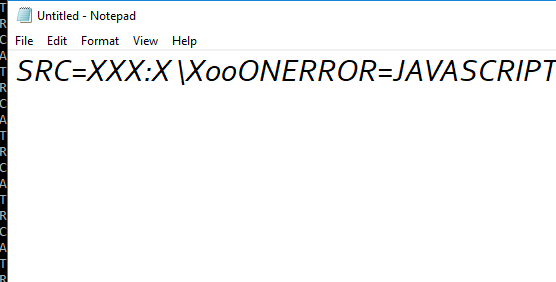 Untitled - Notepad
File Edit Format View Help
SRC=XXX:X \XooONERROR=JAVASCRIPT